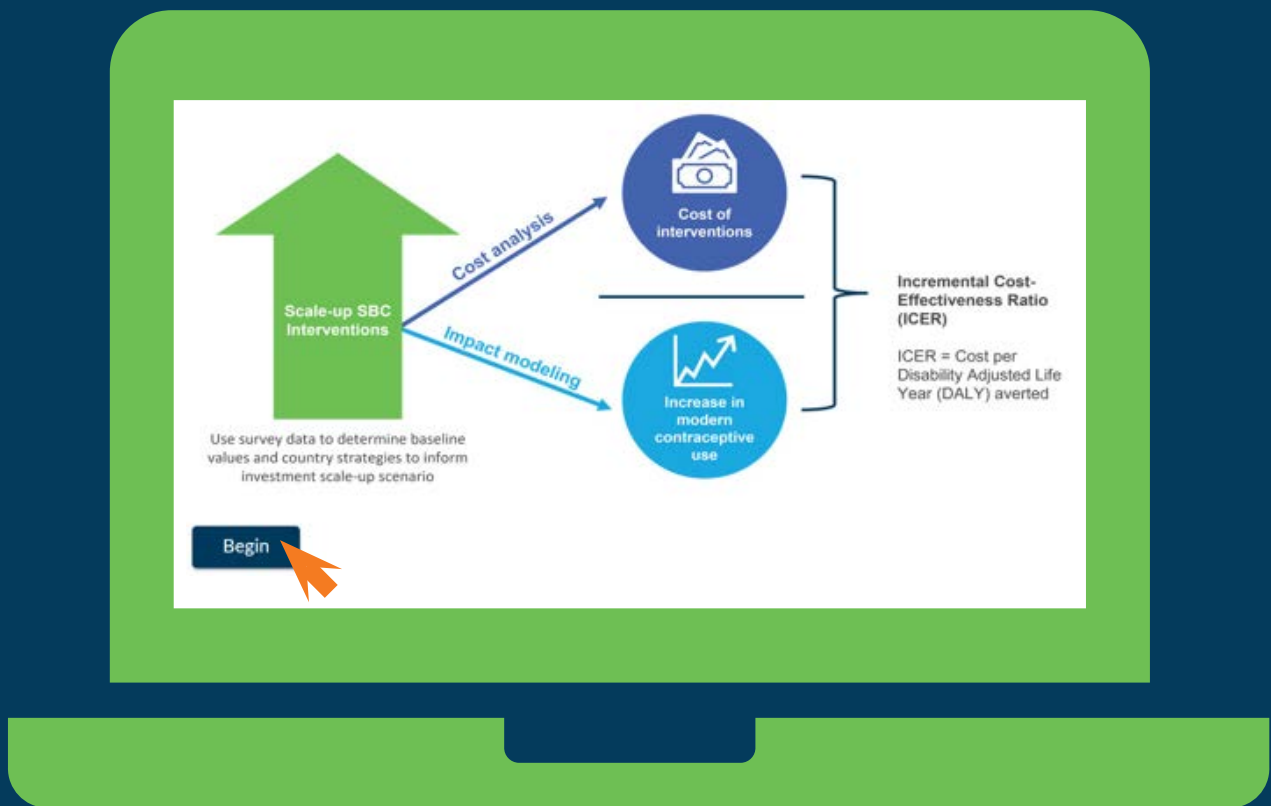 Scale-up SBC
Interventions
Cost analysis
Impact modeling
Cost of
interventions
Increase in
modern
contraceptive
use
Incremental Cost-
Effectiveness Ratio
(ICER)
ICER = Cost per
Disability Adjusted Life
Year (DALY) averted
Use survey data to determine baseline
values and country strategies to inform
investment scale-up scenario
Begin